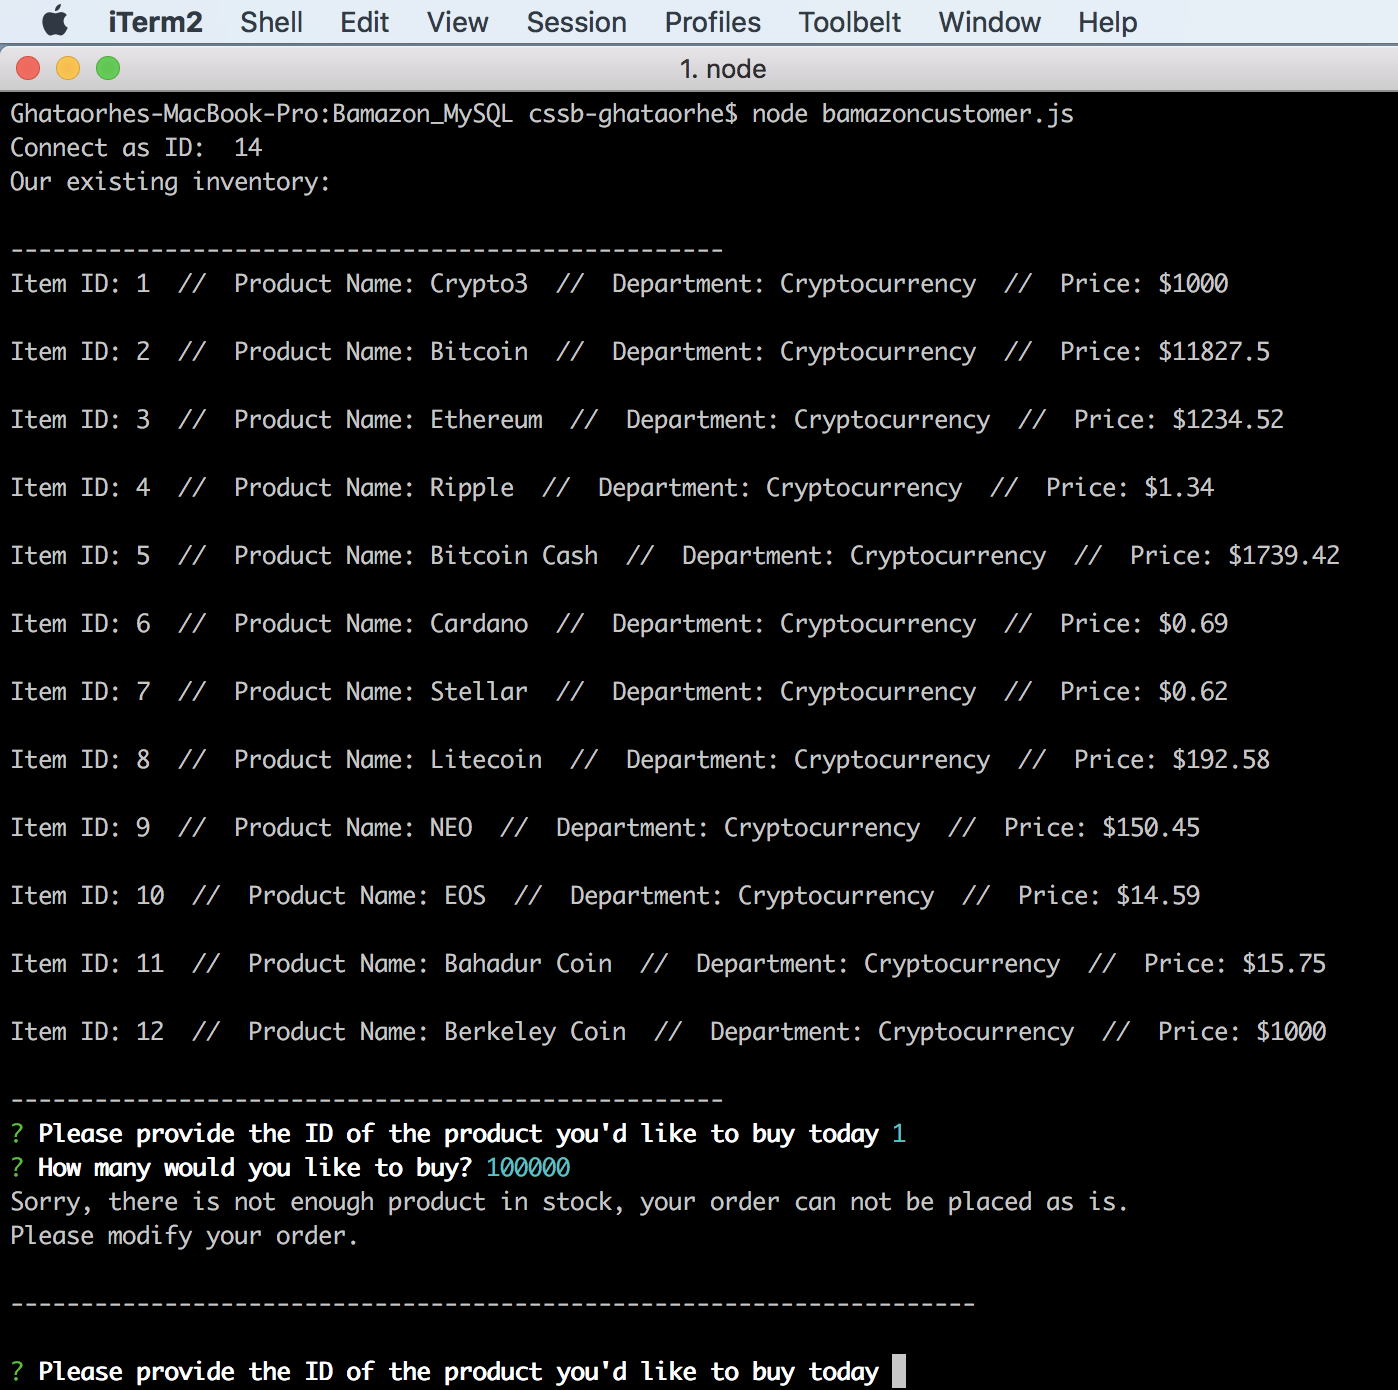 iTerm2 Shell Edit View Session Profiles Toolbelt Window Help
1. node
Ghataorhes-MacBook-Pro:Bamazon_MySQL cssb-ghataorhe$ node bamazoncustomer.js
Connect as ID:  14
Our existing inventory:
---------------------------------------------------
Item ID: 1  //  Product Name: Crypto3  //  Department: Cryptocurrency  //  Price: $1000
Item ID: 2  //  Product Name: Bitcoin  //  Department: Cryptocurrency  //  Price: $11827.5
Item ID: 3  //  Product Name: Ethereum  //  Department: Cryptocurrency  //  Price: $1234.52
Item ID: 4  //  Product Name: Ripple  //  Department: Cryptocurrency  //  Price: $1.34
Item ID: 5  //  Product Name: Bitcoin Cash  //  Department: Cryptocurrency  //  Price: $1739.42
Item ID: 6  //  Product Name: Cardano  //  Department: Cryptocurrency  //  Price: $0.69
Item ID: 7  //  Product Name: Stellar  //  Department: Cryptocurrency  //  Price: $0.62
Item ID: 8  //  Product Name: Litecoin  //  Department: Cryptocurrency  //  Price: $192.58
Item ID: 9  //  Product Name: NEO  //  Department: Cryptocurrency  //  Price: $150.45
Item ID: 10  //  Product Name: EOS  //  Department: Cryptocurrency  //  Price: $14.59
Item ID: 11  //  Product Name: Bahadur Coin  //  Department: Cryptocurrency  //  Price: $15.75
Item ID: 12  //  Product Name: Berkeley Coin  //  Department: Cryptocurrency  //  Price: $1000
---------------------------------------------------
? Please provide the ID of the product you'd like to buy today 1
? How many would you like to buy? 100000
Sorry, there is not enough product in stock, your order can not be placed as is.
Please modify your order.
---------------------------------------------------------------------
? Please provide the ID of the product you'd like to buy today